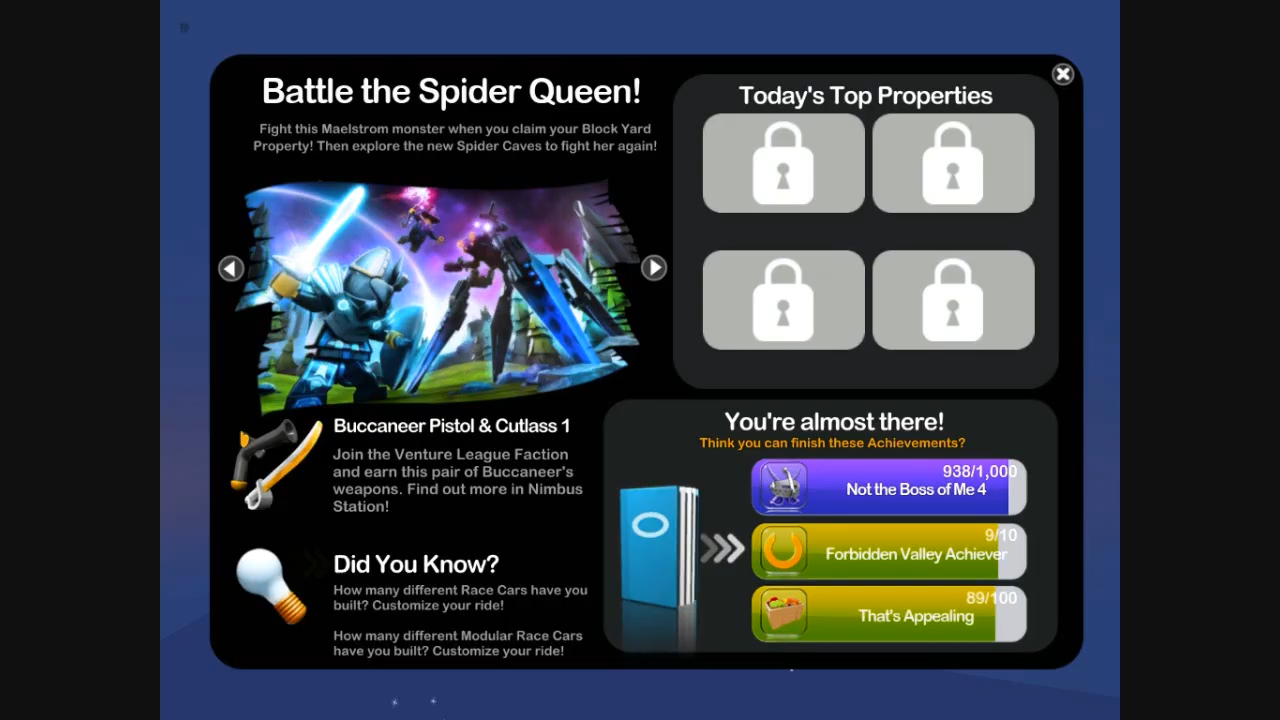 Battle the Spider Queen!
Fight this Maelstrom monster when you claim your Block Yard
Property! Then explore the new Spider Caves to fight her again!
Today's Top Properties
Buccaneer Pistol & Cutlass 1
Join the Venture League Faction
and earn this pair of Buccaneer's
weapons. Find out more in Nimbus
Station!
Did You Know?
How many different Race Cars have you
built? Customize your ride!
How many different Modular Race Cars
have you built? Customize your ride!
You're almost there!
Think you can finish these Achievements?
938/1,000
Not the Boss of Me 4
9/10
Forbidden Valley Achiever
89/100
That's Appealing